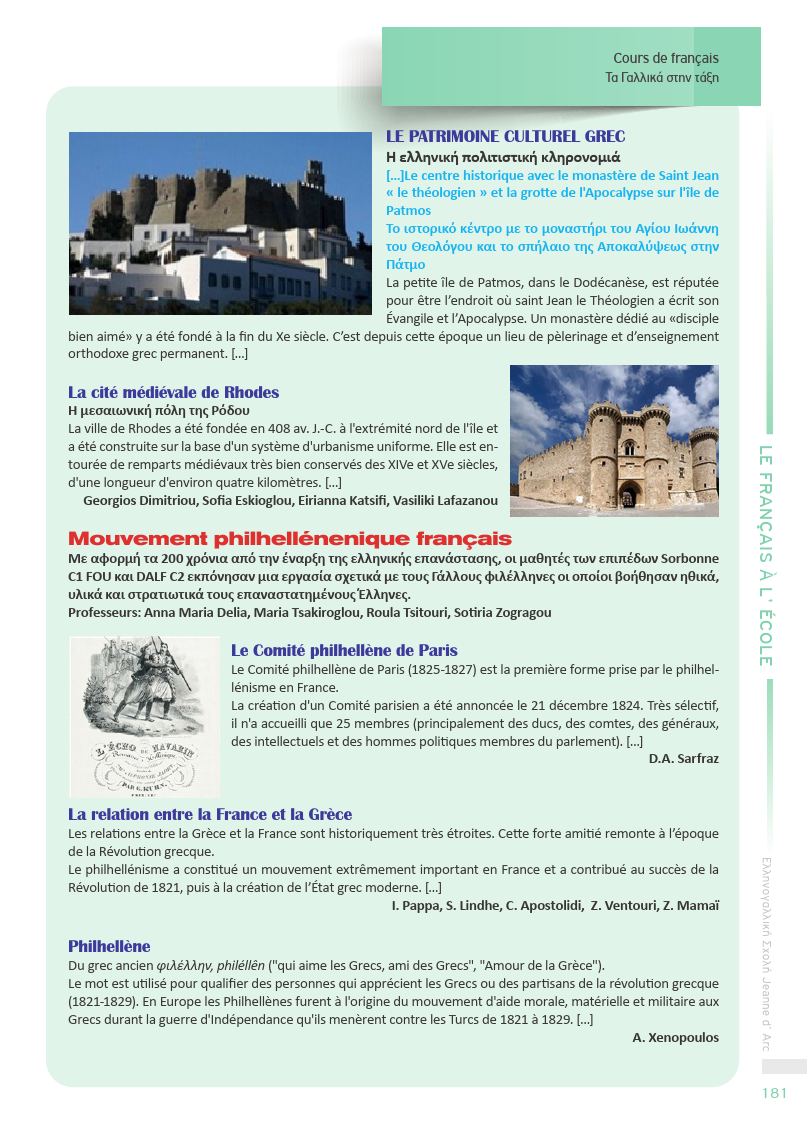 Cours de français
Τα Γαλλικά στην τάξη
LE PATRIMOINE CULTUREL GREC
Η ελληνική πολιτιστική κληρονομιά
[...]Le centre historique avec le monastère de Saint Jean
« le théologien » et la grotte de l'Apocalypse sur l'île de
Patmos
Το ιστορικό κέντρο με το μοναστήρι του Αγίου Ιωάννη
του Θεολόγου και το σπήλαιο της Αποκαλύψεως στην
Πάτμο
La petite île de Patmos, dans le Dodécanèse, est réputée
pour être l’endroit où saint Jean le Théologien a écrit son
Évangile et l’Apocalypse. Un monastère dédié au «disciple
bien aimé» y a été fondé à la fin du Xe siècle. C’est depuis cette époque un lieu de pèlerinage et d’enseignement
orthodoxe grec permanent. [...]
La cité médiévale de Rhodes
Η μεσαιωνική πόλη της Ρόδου
La ville de Rhodes a été fondée en 408 av. J.-C. à l'extrémité nord de l'île et
a été construite sur la base d'un système d'urbanisme uniforme. Elle est en-
tourée de remparts médiévaux très bien conservés des XIVe et XVe siècles,
d'une longueur d'environ quatre kilomètres. [...]
Georgios Dimitriou, Sofia Eskioglou, Eirianna Katsifi, Vasiliki Lafazanou
Mouvement philhellénenique français
Με αφορμή τα 200 χρόνια από την έναρξη της ελληνικής επανάστασης, οι μαθητές των επιπέδων Sorbonne
C1 FOU και DALF C2 εκπόνησαν μια εργασία σχετικά με τους Γάλλους φιλέλληνες οι οποίοι βοήθησαν ηθικά,
υλικά και στρατιωτικά τους επαναστατημένους Έλληνες.
Professeurs: Anna Maria Delia, Maria Tsakiroglou, Roula Tsitouri, Sotiria Zogragou
Le Comité philhellène de Paris
Le Comité philhellène de Paris (1825-1827) est la première forme prise par le philhel-
lénisme en France.
La création d'un Comité parisien a été annoncée le 21 décembre 1824. Très sélectif,
il n'a accueilli que 25 membres (principalement des ducs, des comtes, des généraux,
des intellectuels et des hommes politiques membres du parlement). [...]
D.A. Sarfraz
L'ÉCHO DE NAVARIN
PAR G. KUHN.
La relation entre la France et la Grèce
Les relations entre la Grèce et la France sont historiquement très étroites. Cette forte amitié remonte à l’époque
de la Révolution grecque.
Le philhellénisme a constitué un mouvement extrêmement important en France et a contribué au succès de la
Révolution de 1821, puis à la création de l’État grec moderne. [...]
I. Pappa, S. Lindhe, C. Apostolidi, Z. Ventouri, Z. Mamaï
Philhellène
Du grec ancien φιλέλλην, philéllên ("qui aime les Grecs, ami des Grecs", "Amour de la Grèce").
Le mot est utilisé pour qualifier des personnes qui apprécient les Grecs ou des partisans de la révolution grecque
(1821-1829). En Europe les Philhellènes furent à l'origine du mouvement d'aide morale, matérielle et militaire aux
Grecs durant la guerre d'Indépendance qu'ils menèrent contre les Turcs de 1821 à 1829. [...]
A. Xenopoulos
LE FRANÇAIS À L' ÉCOLE
Ελληνογαλλική Σχολή Jeanne d' Arc
181